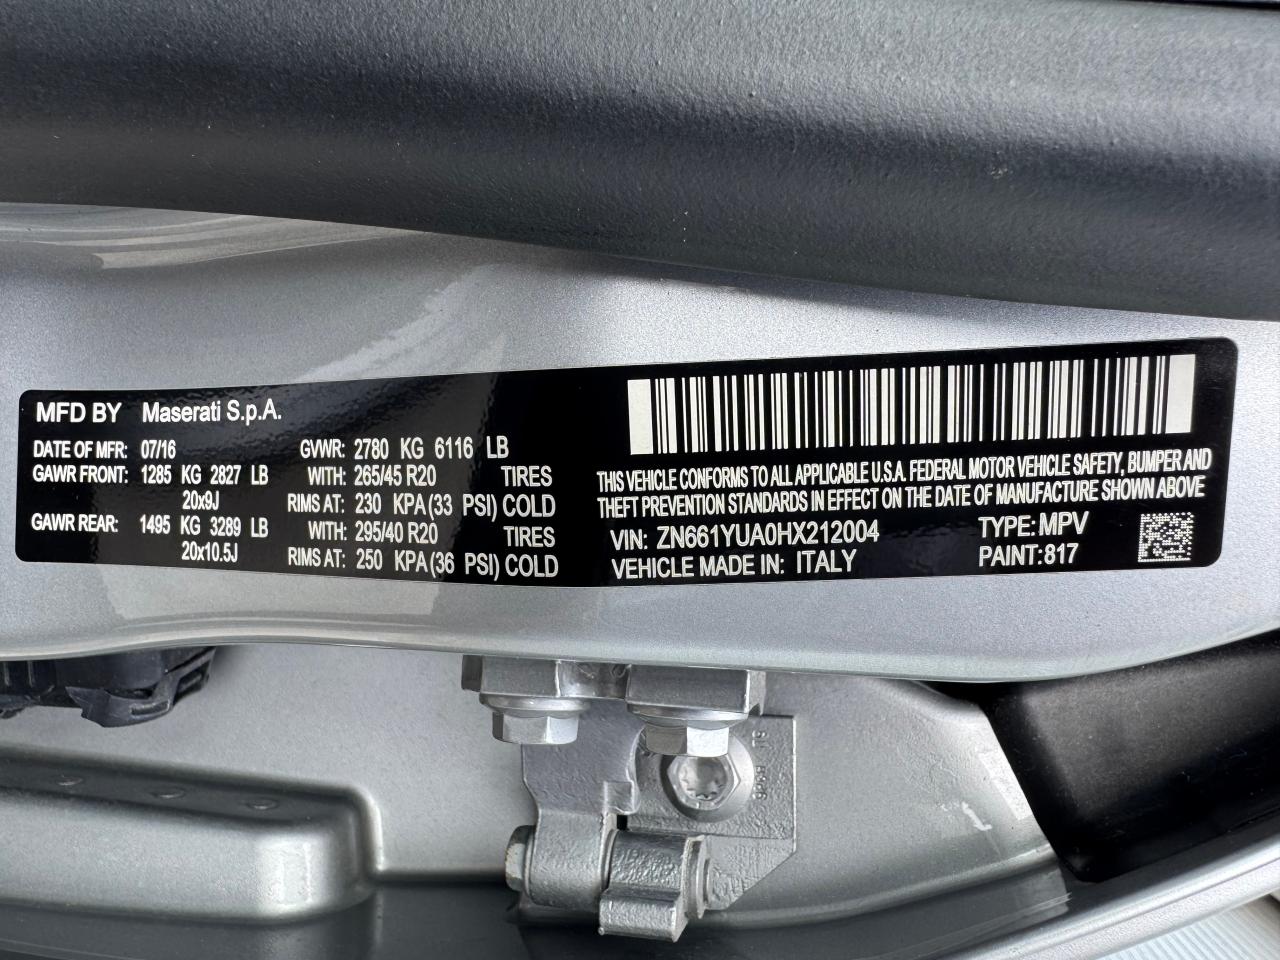 MFD BY Maserati S.p.A.
DATE OF MFR: 07/16 GVWR: 2780 KG 6116 LB
GAWR FRONT: 1285 KG 2827 LB WITH: 265/45 R20 TIRES
20x9J RIMS AT: 230 KPA(33 PSI) COLD
GAWR REAR: 1495 KG 3289 LB WITH: 295/40 R20 TIRES
20x10.5J RIMS AT: 250 KPA(36 PSI) COLD
THIS VEHICLE CONFORMS TO ALL APPLICABLE U.S.A. FEDERAL MOTOR VEHICLE SAFETY, BUMPER AND
THEFT PREVENTION STANDARDS IN EFFECT ON THE DATE OF MANUFACTURE SHOWN ABOVE
VIN: ZN661YUA0HX212004 TYPE: MPV
VEHICLE MADE IN: ITALY PAINT:817